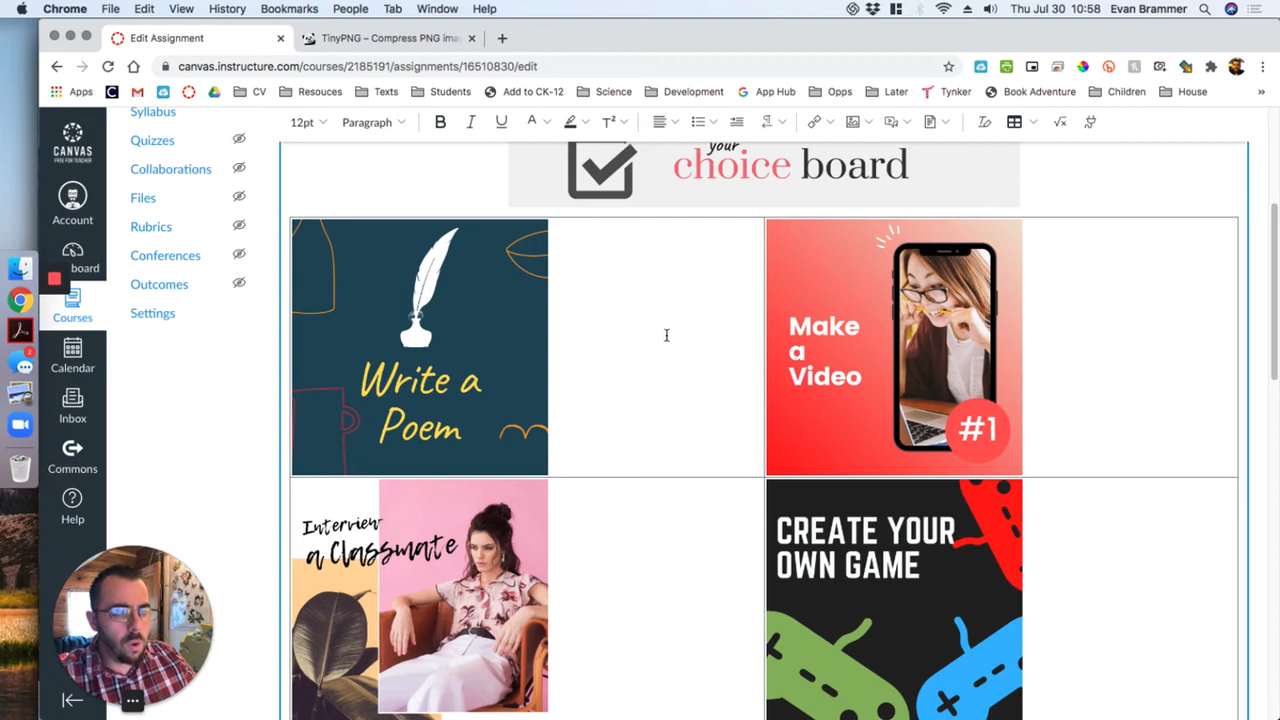 Chrome File Edit View History Bookmarks People Tab Window Help Thu Jul 30 10:58 Evan Brammer
Edit Assignment
TinyPNG – Compress PNG ima
canvas.instructure.com/courses/2185191/assignments/16510830/edit
Apps CV Resouces Texts Students Add to CK-12 Science Development App Hub Opps Later Tynker Book Adventure Children House
CANVAS
FREE FOR TEACHER
Account
board
Courses
Calendar
Inbox
Commons
Help
Syllabus
Quizzes
Collaborations
Files
Rubrics
Conferences
Outcomes
Settings
12pt Paragraph
your
choice board
Write a
Poem
Make
a
Video
#1
Interview
a Classmate
CREATE YOUR
OWN GAME
2